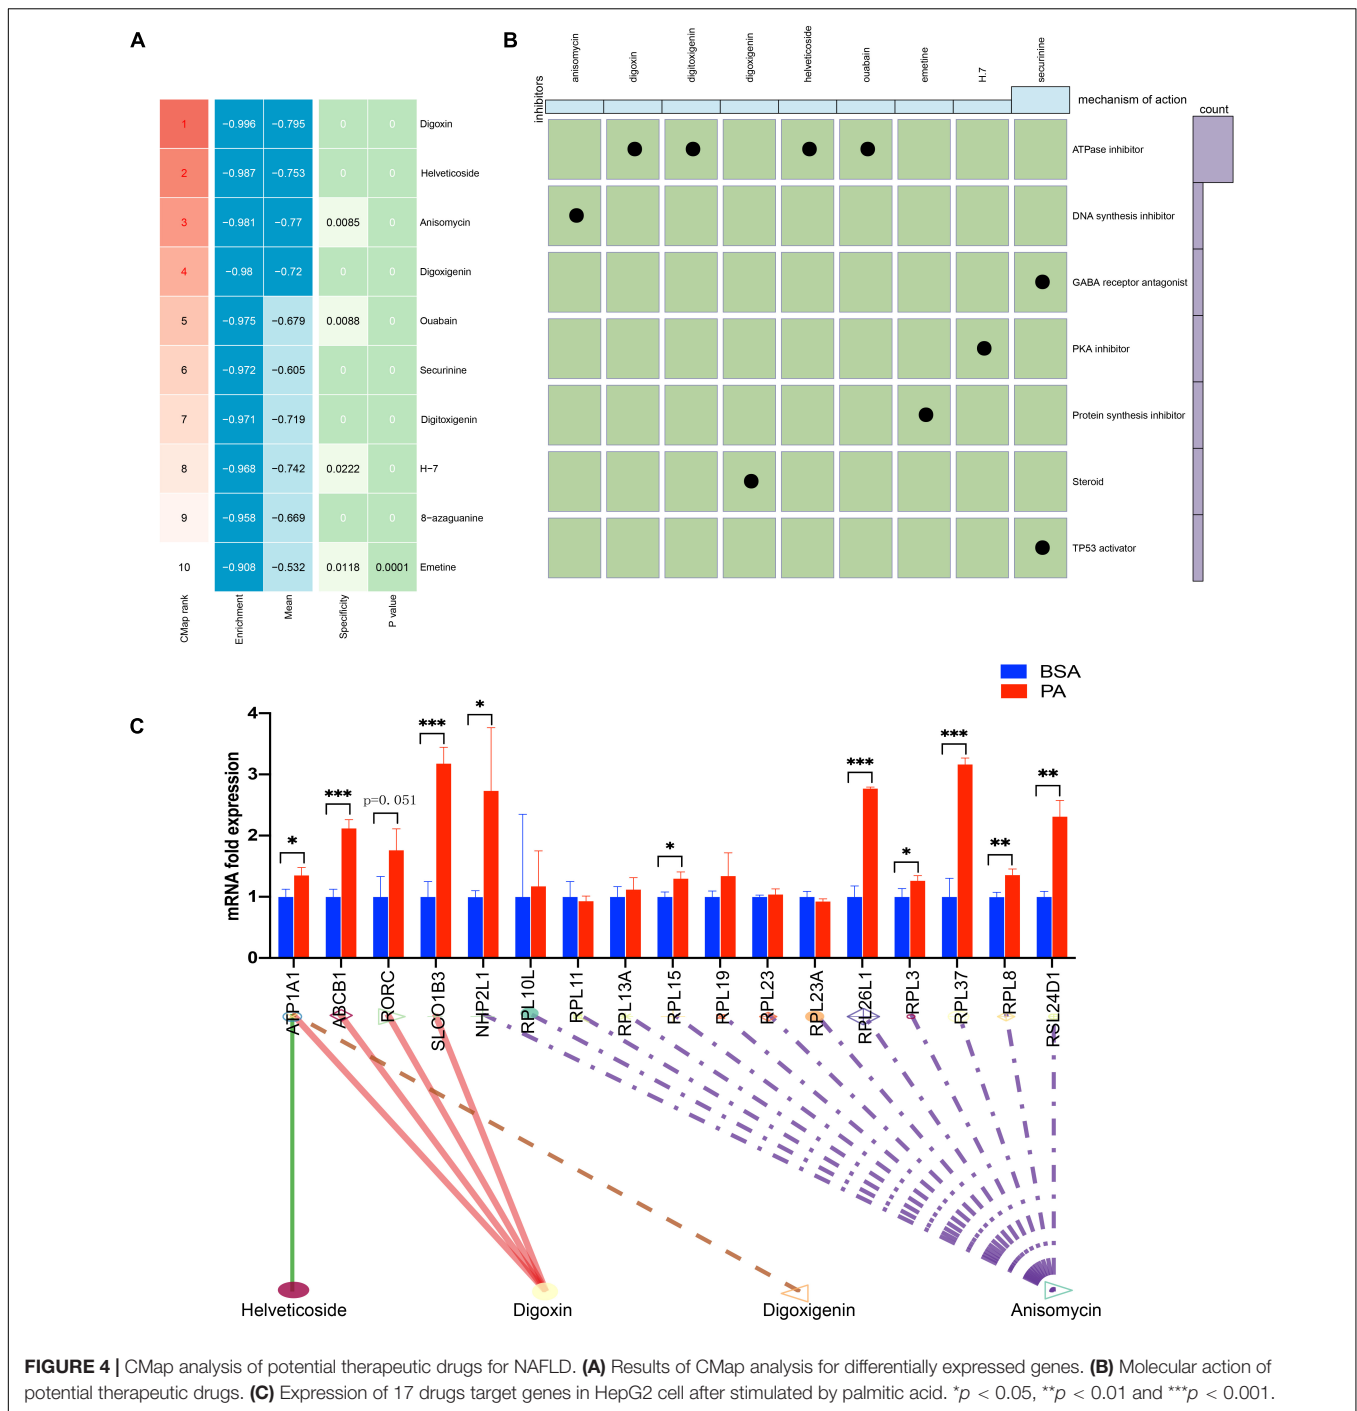 A
1 −0.996 −0.795 0 0 Digoxin
2 −0.987 −0.753 0 0 Helveticoside
3 −0.981 −0.77 0.0085 0 Anisomycin
4 −0.98 −0.72 0 0 Digoxigenin
5 −0.975 −0.679 0.0088 0 Ouabain
6 −0.972 −0.605 0 0 Securinine
7 −0.971 −0.719 0 0 Digitoxigenin
8 −0.968 −0.742 0.0222 0 H−7
9 −0.958 −0.669 0 0 8−azaguanine
10 −0.908 −0.532 0.0118 0.0001 Emetine
CMap rank Enrichment Mean Specificity P value
B
inhibitors anisomycin digoxin digitoxigenin digoxigenin helveticoside ouabain emetine H.7 securinine
mechanism of action
count
ATPase inhibitor
DNA synthesis inhibitor
GABA receptor antagonist
PKA inhibitor
Protein synthesis inhibitor
Steroid
TP53 activator
C
BSA
PA
mRNA fold expression
4
3
2
1
0
* *** p=0.051 *** * * *** * *** ** **
ATP1A1 ABCB1 RORC SLCO1B3 NHP2L1 RPL10L RPL11 RPL13A RPL15 RPL19 RPL23 RPL23A RPL26L1 RPL3 RPL37 RPL8 RSL24D1
Helveticoside Digoxin Digoxigenin Anisomycin
FIGURE 4 | CMap analysis of potential therapeutic drugs for NAFLD. (A) Results of CMap analysis for differentially expressed genes. (B) Molecular action of
potential therapeutic drugs. (C) Expression of 17 drugs target genes in HepG2 cell after stimulated by palmitic acid. *p < 0.05, **p < 0.01 and ***p < 0.001.